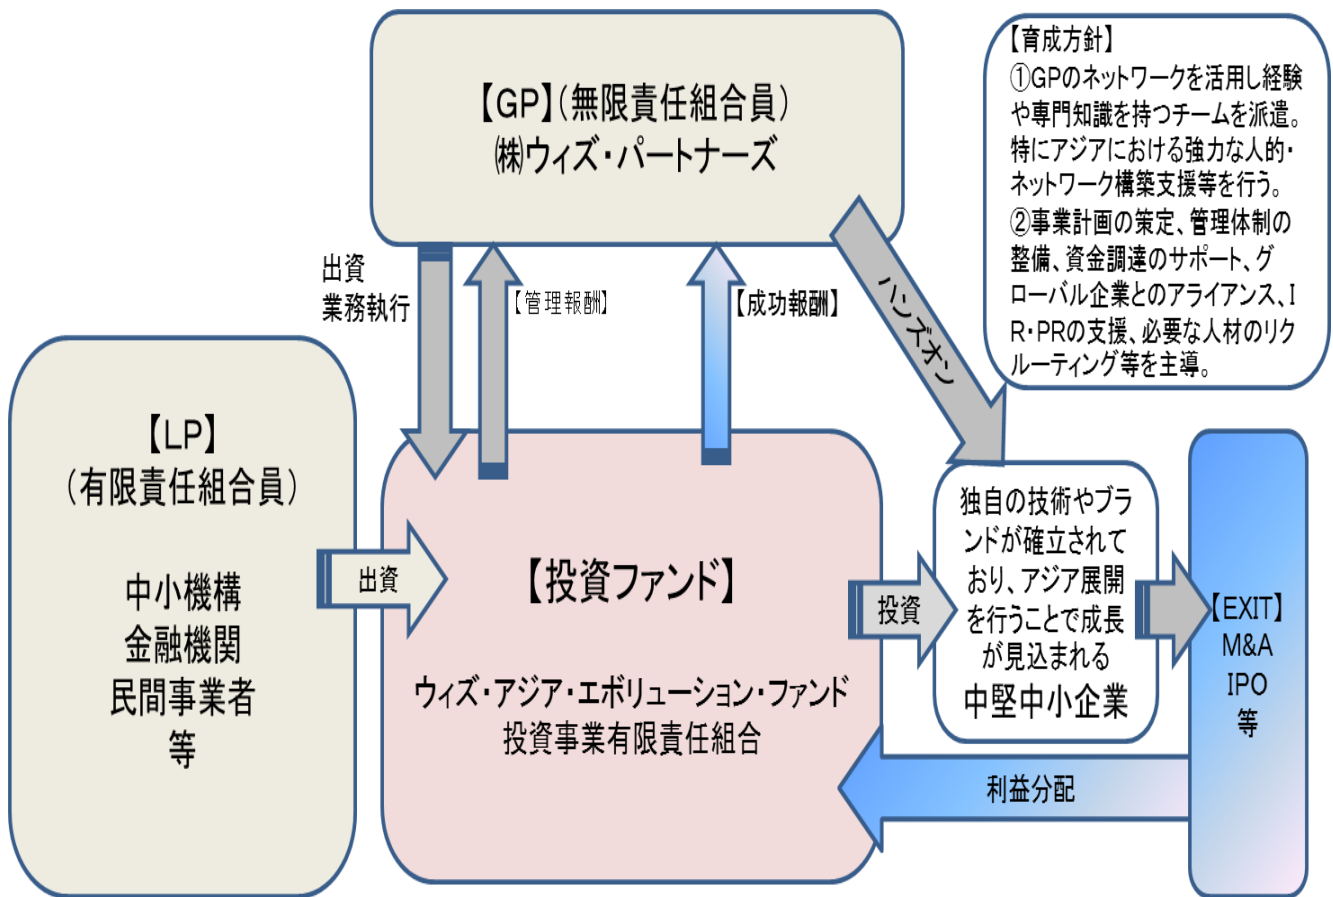 【GP】(無限責任組合員)
㈱ウィズ・パートナーズ
【育成方針】
①GPのネットワークを活用し経験
や専門知識を持つチームを派遣。
特にアジアにおける強力な人的・
ネットワーク構築支援等を行う。
②事業計画の策定、管理体制の
整備、資金調達のサポート、グ
ローバル企業とのアライアンス、I
R・PRの支援、必要な人材のリク
ルーティング等を主導。
出資
業務執行
【管理報酬】
【成功報酬】
ハンズオン
【LP】
(有限責任組合員)
中小機構
金融機関
民間事業者
等
出資
【投資ファンド】
ウィズ・アジア・エボリューション・ファンド
投資事業有限責任組合
投資
独自の技術やブラ
ンドが確立されて
おり、アジア展開
を行うことで成長
が見込まれる
中堅中小企業
【EXIT】
M&A
IPO
等
利益分配